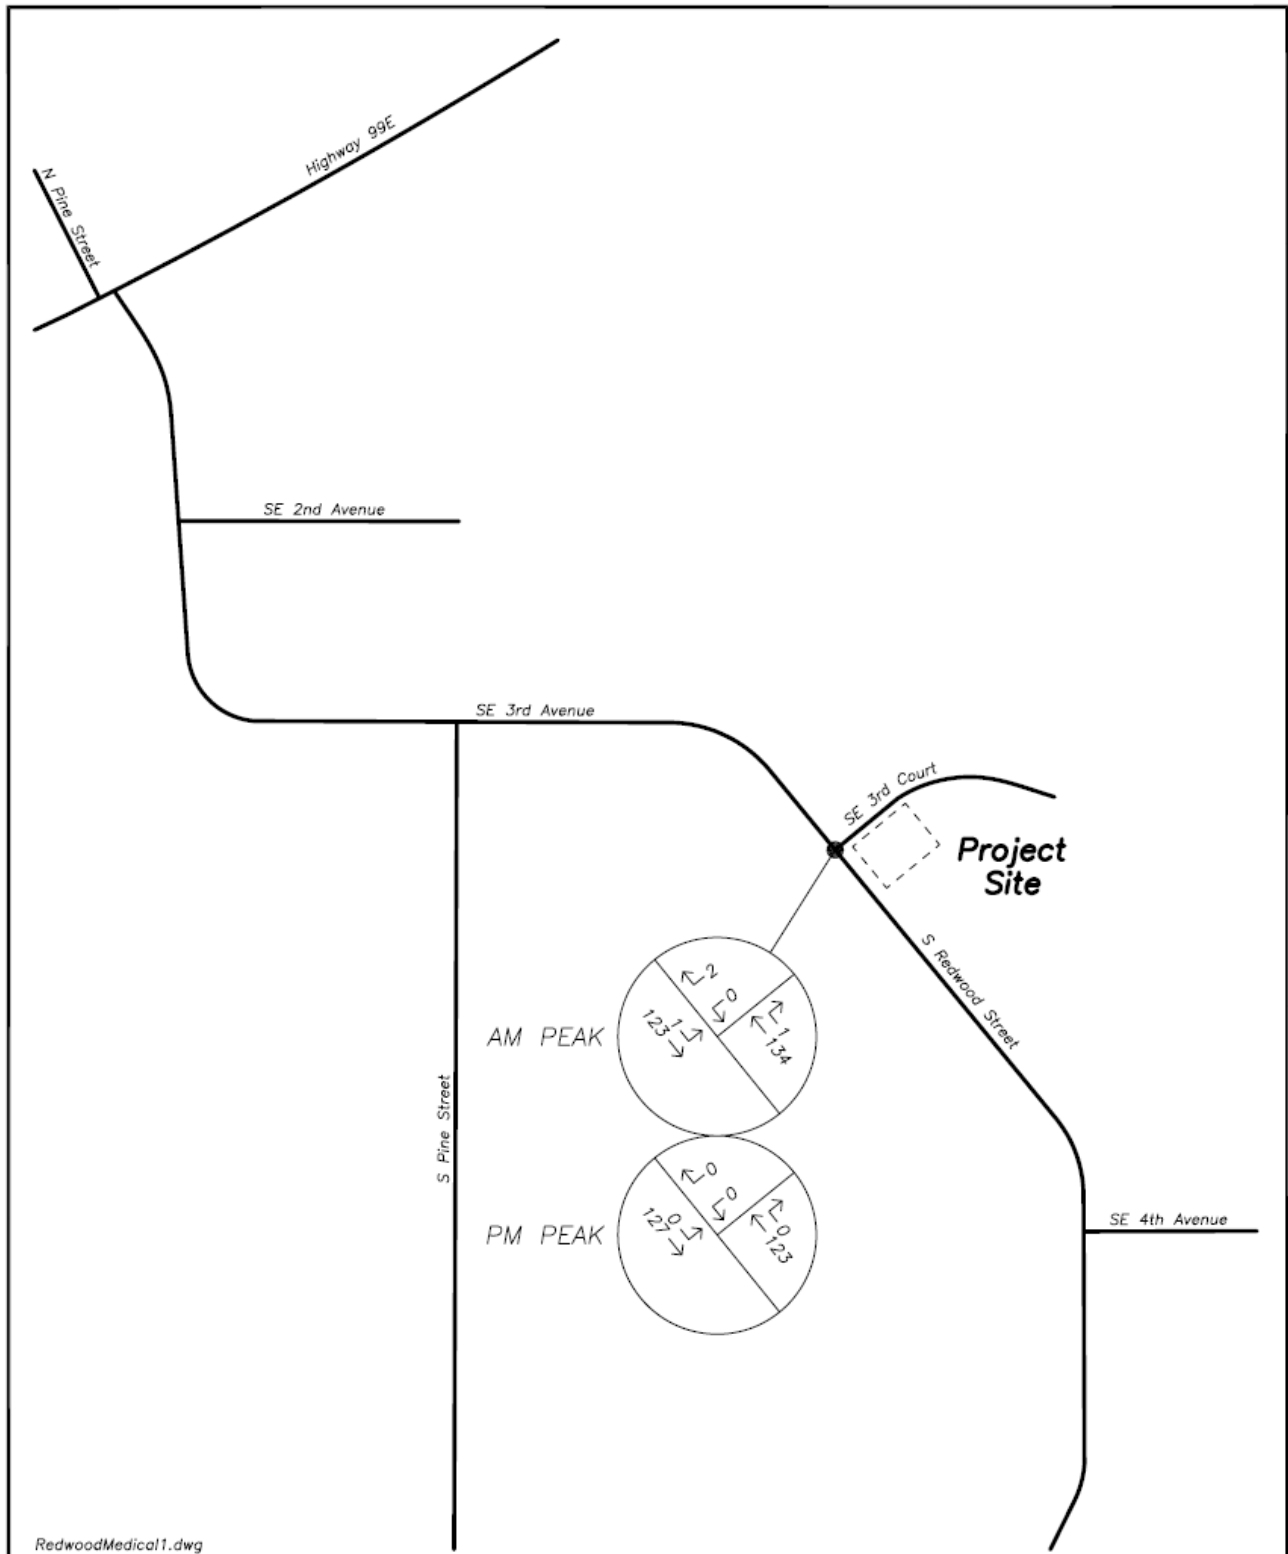 Highway 99E
N Pine Street
SE 2nd Avenue
SE 3rd Avenue
SE 3rd Court
Project
Site
S Redwood Street
AM PEAK
2
0
1
123
1
134
S Pine Street
PM PEAK
0
0
0
127
0
123
SE 4th Avenue
RedwoodMedical1.dwg